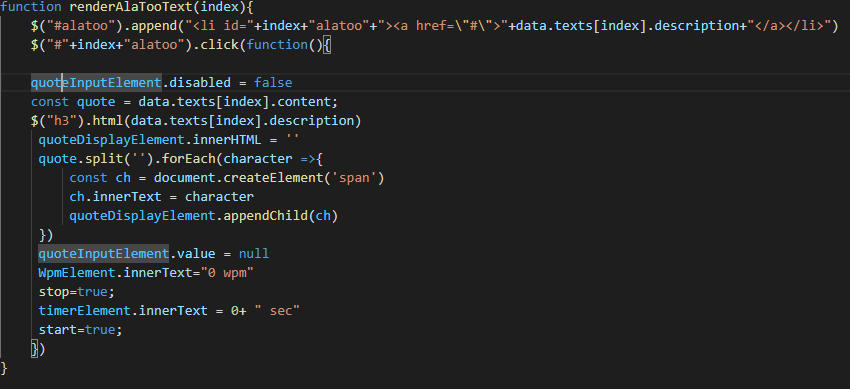 function renderAlaTooText(index){
$("#alatoo").append("<li id="+index+"alatoo"+"><a href=\"#\">"+data.texts[index].description+"</a></li>")
$("#"+index+"alatoo").click(function(){
quoteInputElement.disabled = false
const quote = data.texts[index].content;
$("h3").html(data.texts[index].description)
quoteDisplayElement.innerHTML = ''
quote.split('').forEach(character =>{
const ch = document.createElement('span')
ch.innerText = character
quoteDisplayElement.appendChild(ch)
})
quoteInputElement.value = null
WpmElement.innerText="0 wpm"
stop=true;
timerElement.innerText = 0+ " sec"
start=true;
})
}